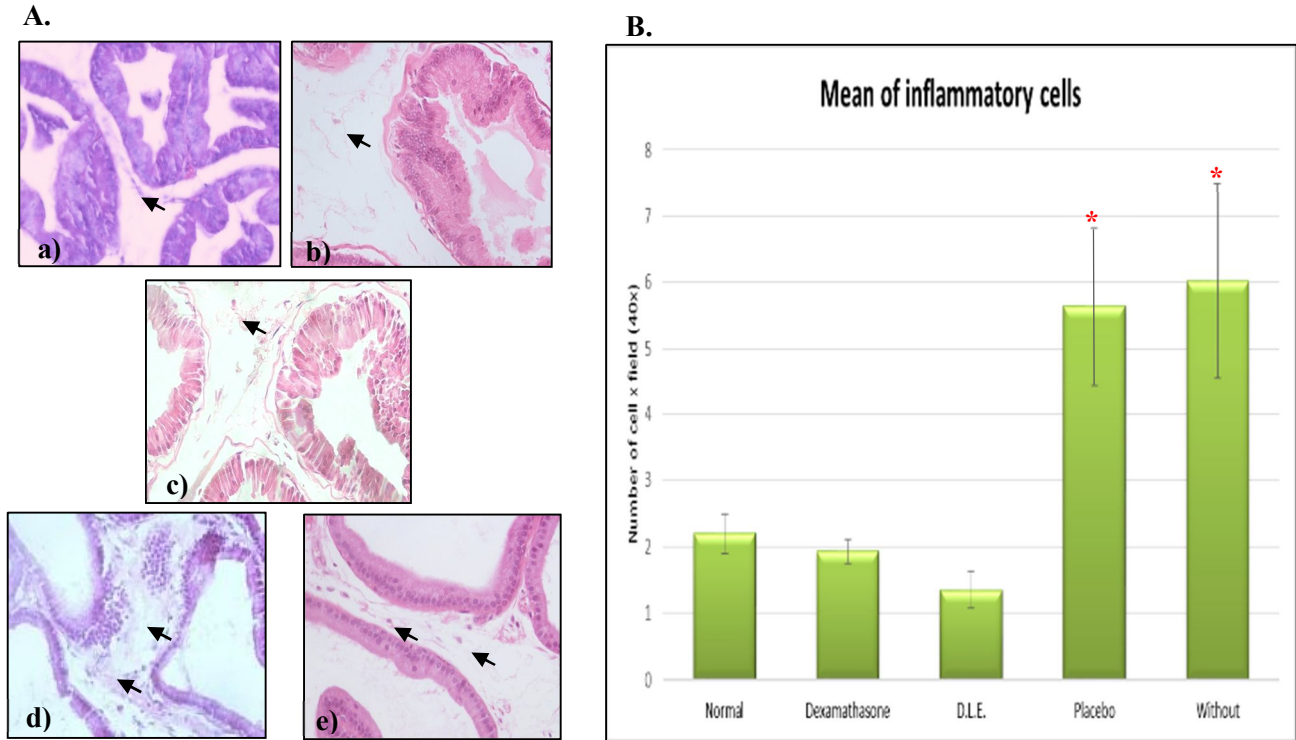 A.
B.
a)
b)
c)
d)
e)
Mean of inflammatory cells
Number of cell x field (40x)
8
7
6
5
4
3
2
1
0
*
*
Normal Dexamathasone D.L.E. Placebo Without